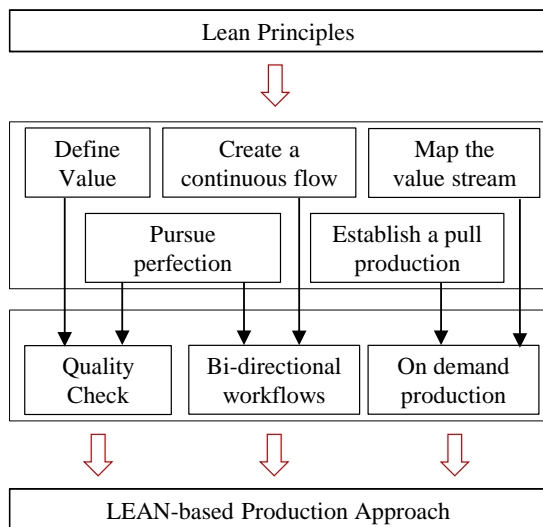 Lean Principles
Define
Value
Create a
continuous flow
Map the
value stream
Pursue
perfection
Establish a pull
production
Quality
Check
Bi-directional
workflows
On demand
production
LEAN-based Production Approach